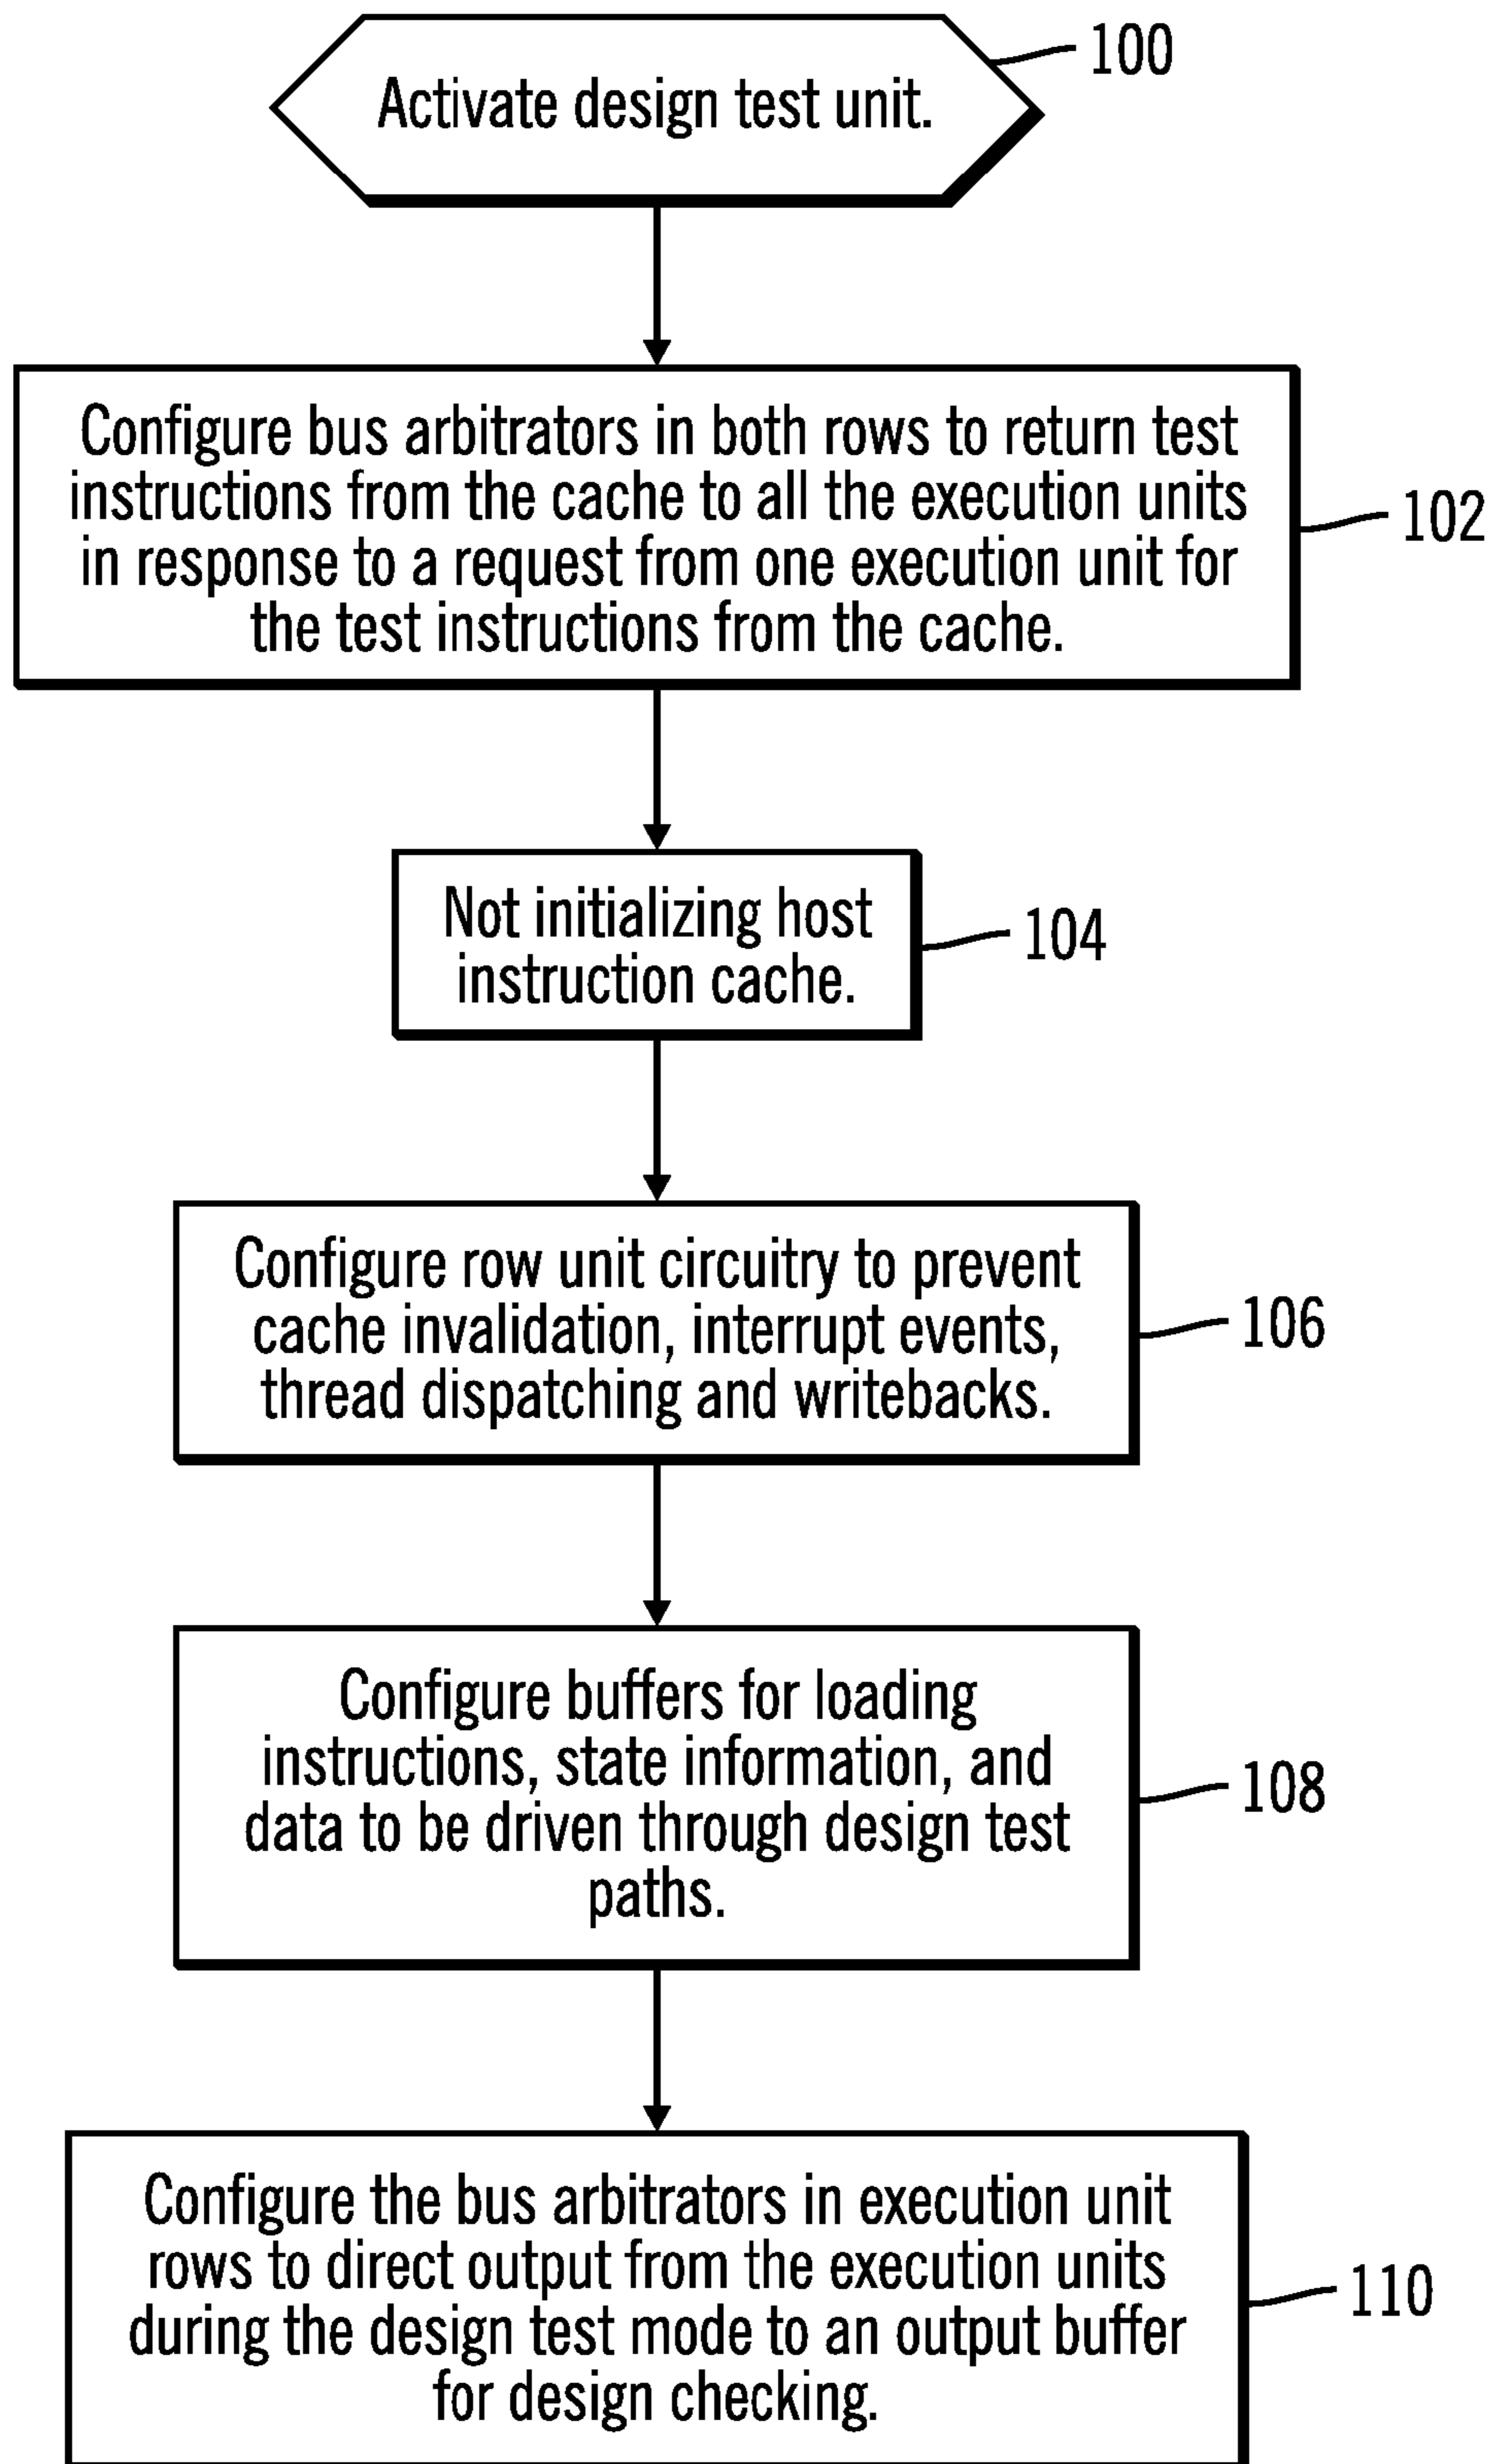 Activate design test unit.
100
Configure bus arbitrators in both rows to return test
instructions from the cache to all the execution units
in response to a request from one execution unit for
the test instructions from the cache.
102
Not initializing host
instruction cache.
104
Configure row unit circuitry to prevent
cache invalidation, interrupt events,
thread dispatching and writebacks.
106
Configure buffers for loading
instructions, state information, and
data to be driven through design test
paths.
108
Configure the bus arbitrators in execution unit
rows to direct output from the execution units
during the design test mode to an output buffer
for design checking.
110